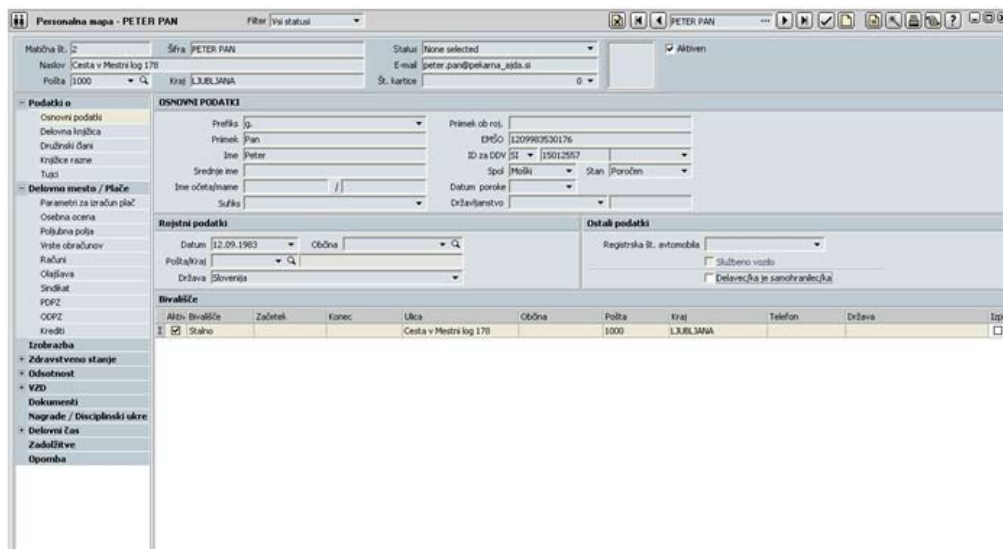 Personalna mapa - PETER PAN Filter Vsi statusi PETER PAN
Matična št. 2 Šifra PETER PAN Status None selected Aktiven
Naslov Cesta v Mestni log 178 E-mail peter.pan@pekarna_ajda.si
Pošta 1000 Kraj LJUBLJANA Št. kartice 0
Podatki o
Osnovni podatki
Delovna knjižica
Družinski člani
Knjižice razne
Tujci
Delovno mesto / Plače
Parametri za izračun plač
Osebna ocena
Poljubna polja
Vrste obračunov
Računi
Olajšava
Sindikat
PDPZ
ODPZ
Krediti
Izobrazba
Zdravstveno stanje
Odsotnost
VZD
Dokumenti
Nagrade / Disciplinski ukre
Delovni čas
Zadolžitve
Opomba
OSNOVNI PODATKI
Prefiks g. Priimek ob roj.
Priimek Pan EMŠO 1209983530176
Ime Peter ID za DDV SI 15012557
Srednje ime Spol Moški Stan Poročen
Ime očeta/mame / Datum poroke
Sufiks Državljanstvo
Rojstni podatki Ostali podatki
Datum 12.09.1983 Občina Registrska št. avtomobila
Pošta/Kraj Službeno vozilo
Država Slovenija Delavec/ka je samohranilec/ka
Bivališče
Aktiv Bivališče Začetek Konec Ulica Občina Pošta Kraj Telefon Država Izp
Stalno Cesta v Mestni log 178 1000 LJUBLJANA